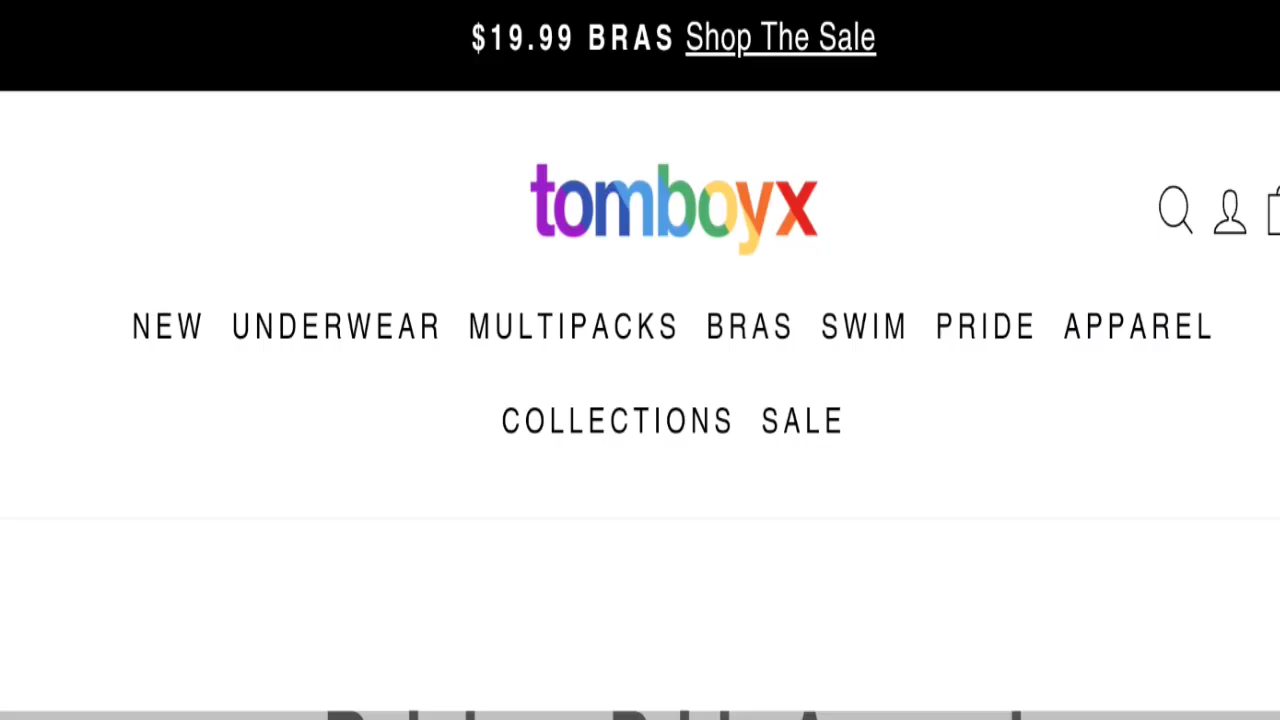 $19.99 BRAS Shop The Sale
tomboyx
NEW UNDERWEAR MULTIPACKS BRAS SWIM PRIDE APPAREL
COLLECTIONS SALE